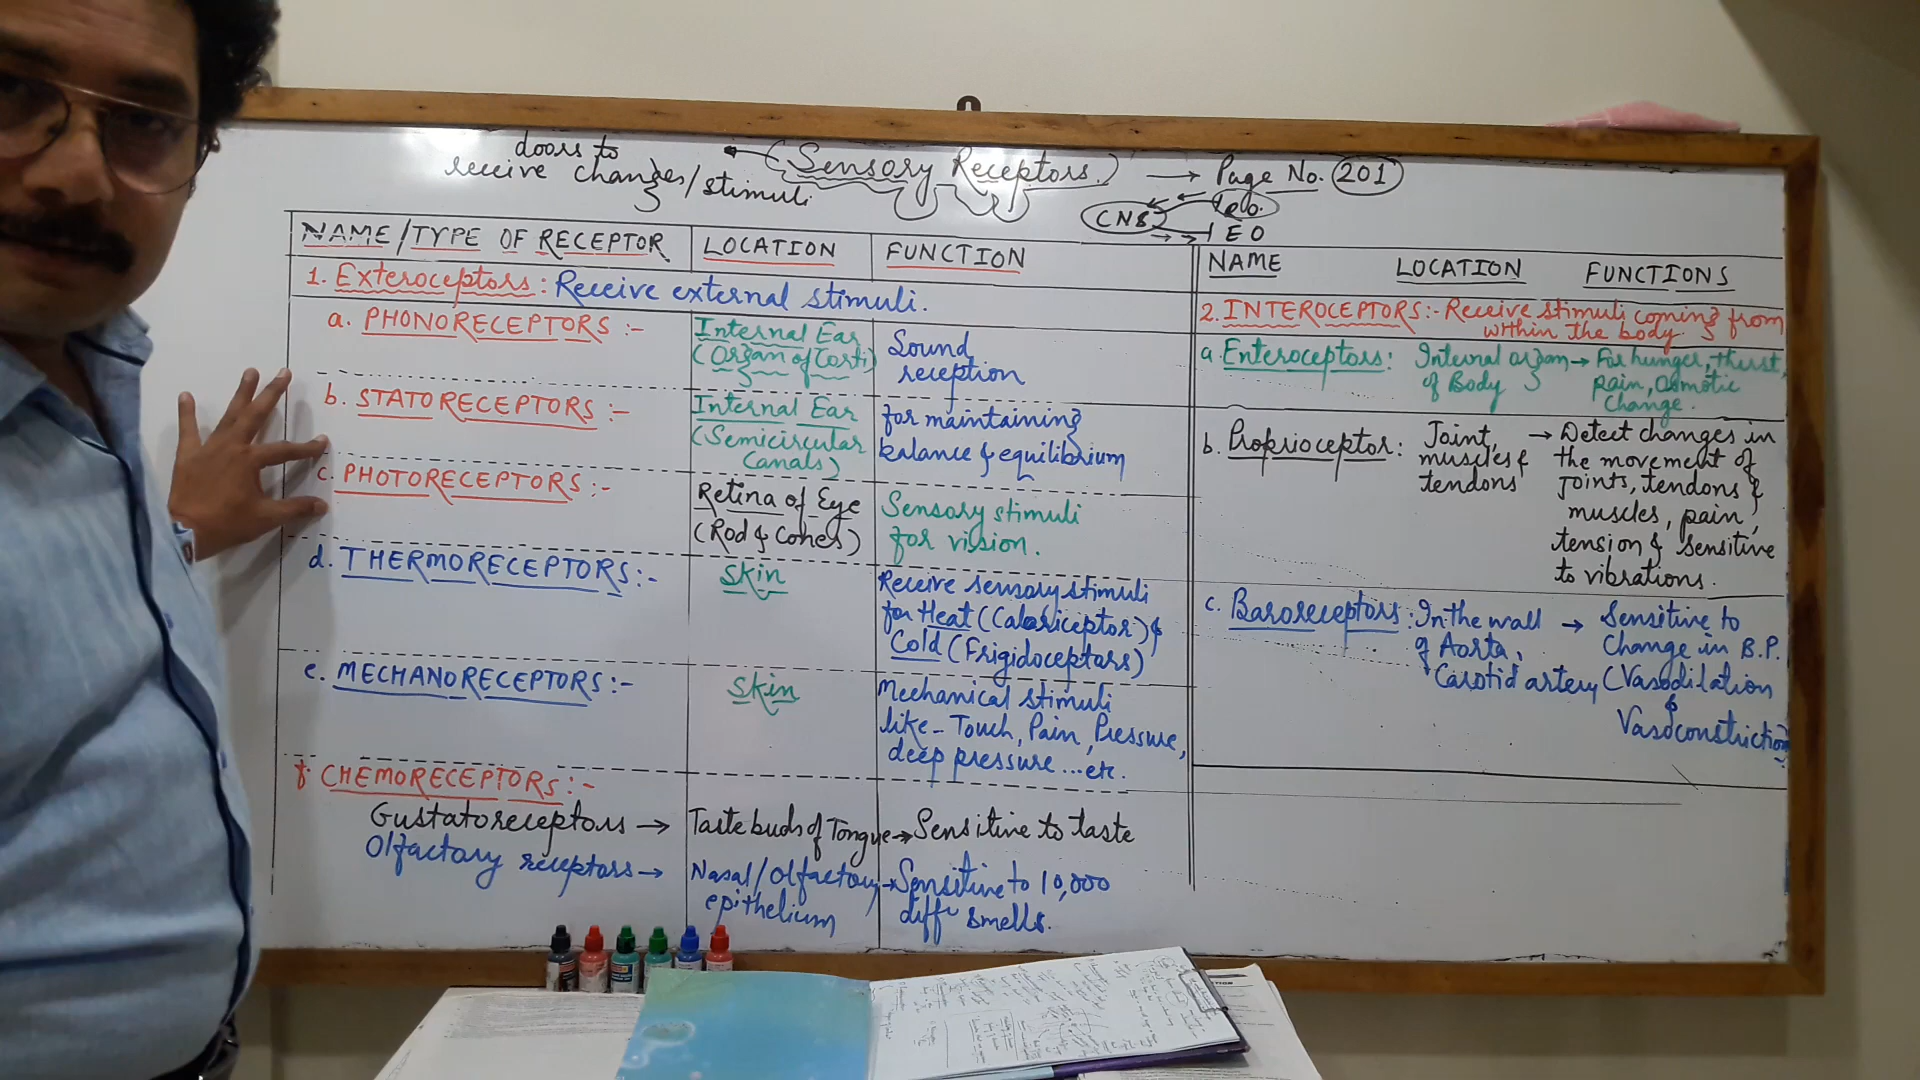 doors to
receive changes/stimuli
(Sensory Receptors.) → Page No. 201
CNS
EO
NAME/TYPE OF RECEPTOR LOCATION FUNCTION
1. Exteroceptors: Receive external stimuli.
a. PHONORECEPTORS :-
Internal Ear
(Organ of Corti)
Sound
reception
b. STATORECEPTORS :-
Internal Ear
(Semicircular
Canals)
for maintaining
balance & equilibrium
c. PHOTORECEPTORS :-
Retina of Eye
(Rod & Cones)
Sensory stimuli
for vision.
d. THERMORECEPTORS:-
Skin
Receive sensory stimuli
for Heat (Caloriceptor) &
Cold (Frigidoceptors)
e. MECHANORECEPTORS:-
Skin
Mechanical stimuli
like - Touch, Pain, Pressure,
deep pressure ...etc.
f. CHEMORECEPTORS:-
Gustatoreceptors → Taste buds of Tongue → Sensitive to taste
Olfactory receptors → Nasal/Olfactory → Sensitive to 10,000
epithelium diff smells.
NAME LOCATION FUNCTIONS
2. INTEROCEPTORS:- Receive stimuli coming from
within the body.
a. Enteroceptors: Internal organ → For hunger, thirst,
of Body pain, Osmotic
Change.
b. Proprioceptor: Joint, → Detect changes in
muscles & the movement of
tendons joints, tendons &
muscles, pain,
tension & sensitive
to vibrations.
c. Baroreceptors: In the wall → Sensitive to
of Aorta, Change in B.P.
Carotid artery (Vasodilation
&
Vasoconstriction